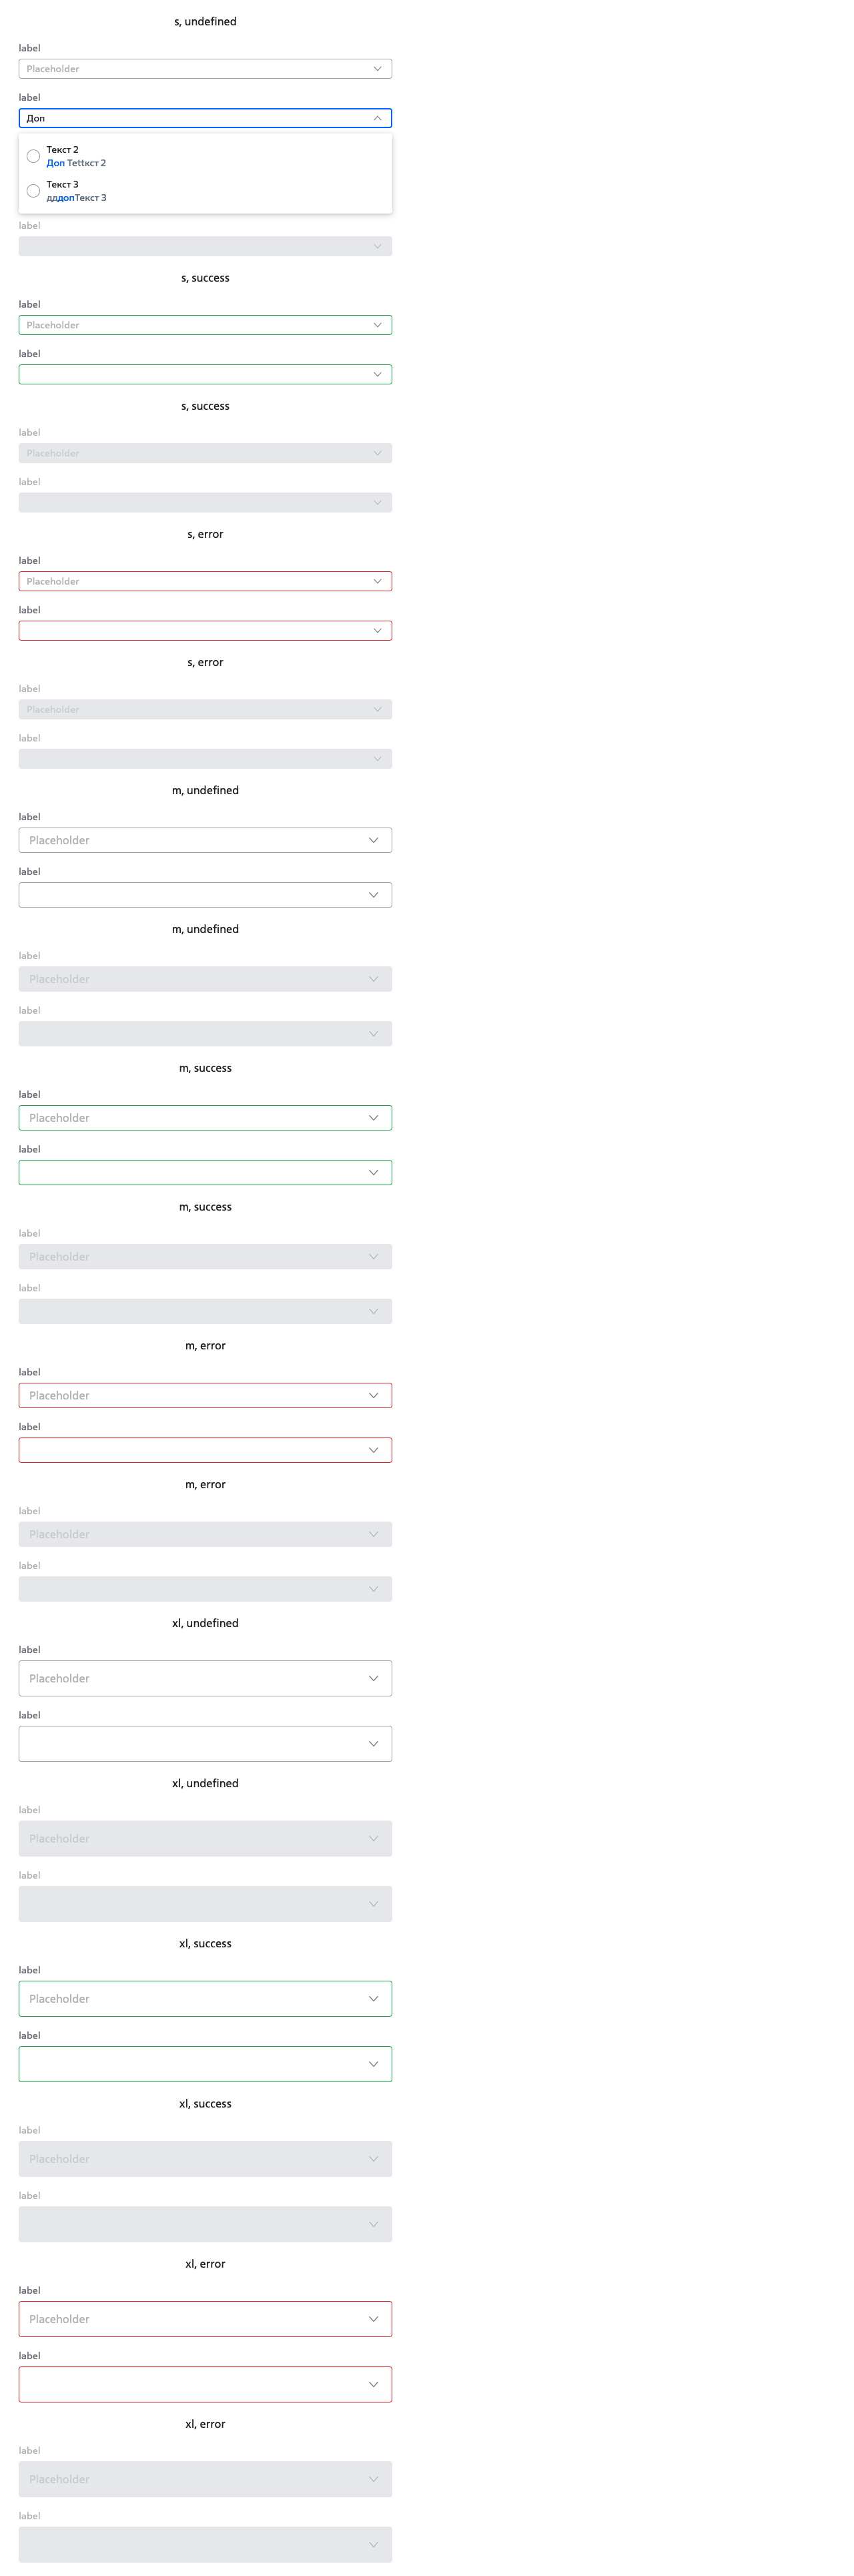 s, undefined
label
Placeholder
label
Доп
Текст 2
Доп Tettкст 2
Текст 3
дддопТекст 3
label
s, success
label
Placeholder
label
s, success
label
Placeholder
label
s, error
label
Placeholder
label
s, error
label
Placeholder
label
m, undefined
label
Placeholder
label
m, undefined
label
Placeholder
label
m, success
label
Placeholder
label
m, success
label
Placeholder
label
m, error
label
Placeholder
label
m, error
label
Placeholder
label
xl, undefined
label
Placeholder
label
xl, undefined
label
Placeholder
label
xl, success
label
Placeholder
label
xl, success
label
Placeholder
label
xl, error
label
Placeholder
label
xl, error
label
Placeholder
label